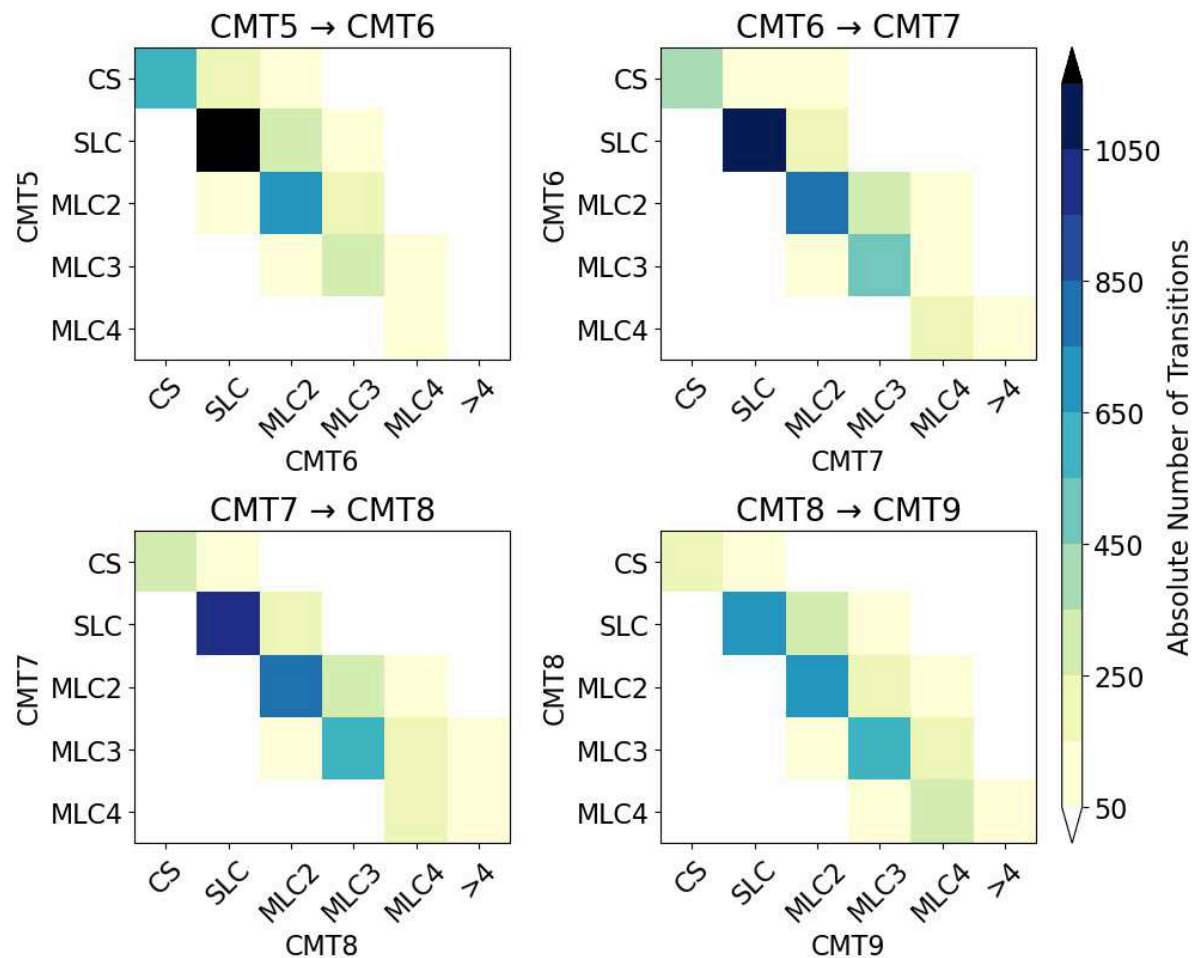 CMT5 → CMT6
CS
SLC
MLC2
MLC3
MLC4
CMT5
CS
SLC
MLC2
MLC3
MLC4
>4
CMT6
CMT6 → CMT7
CMT6
CS
SLC
MLC2
MLC3
MLC4
>4
CMT7
CMT7 → CMT8
CS
SLC
MLC2
MLC3
MLC4
CMT7
CS
SLC
MLC2
MLC3
MLC4
>4
CMT8
CMT8 → CMT9
CMT8
CS
SLC
MLC2
MLC3
MLC4
>4
CMT9
CS
SLC
MLC2
MLC3
MLC4
CS
SLC
MLC2
MLC3
MLC4
1050
850
650
450
250
50
Absolute Number of Transitions